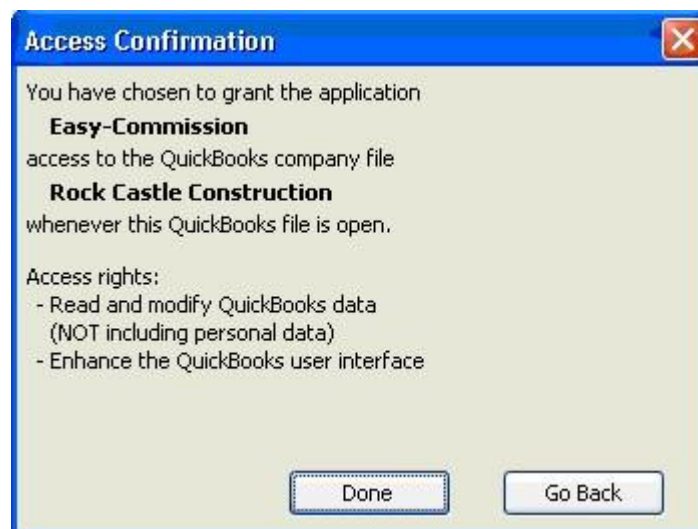 Access Confirmation
You have chosen to grant the application
Easy-Commission
access to the QuickBooks company file
Rock Castle Construction
whenever this QuickBooks file is open.
Access rights:
- Read and modify QuickBooks data
(NOT including personal data)
- Enhance the QuickBooks user interface
Done
Go Back